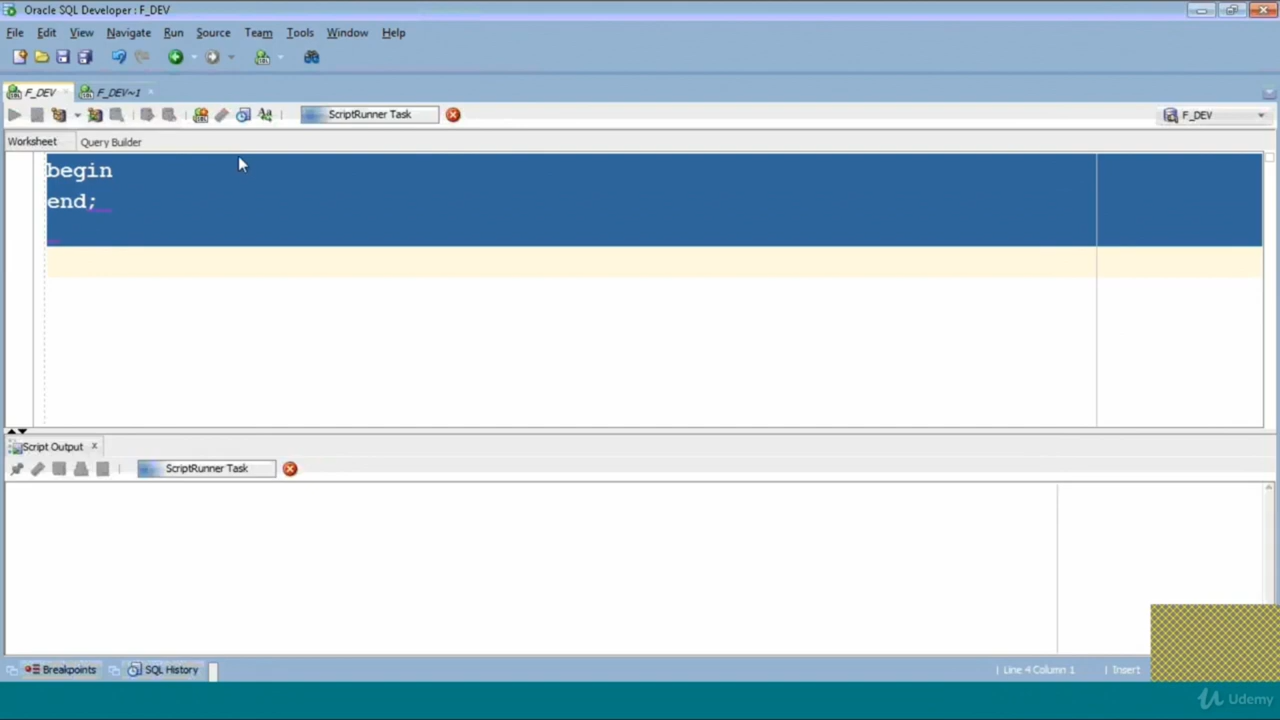 Oracle SQL Developer : F_DEV
File Edit View Navigate Run Source Team Tools Window Help
F_DEV F_DEV~1
ScriptRunner Task F_DEV
Worksheet Query Builder
begin
end;
Script Output
ScriptRunner Task
Breakpoints SQL History Line 4 Column 1 Insert
Udemy